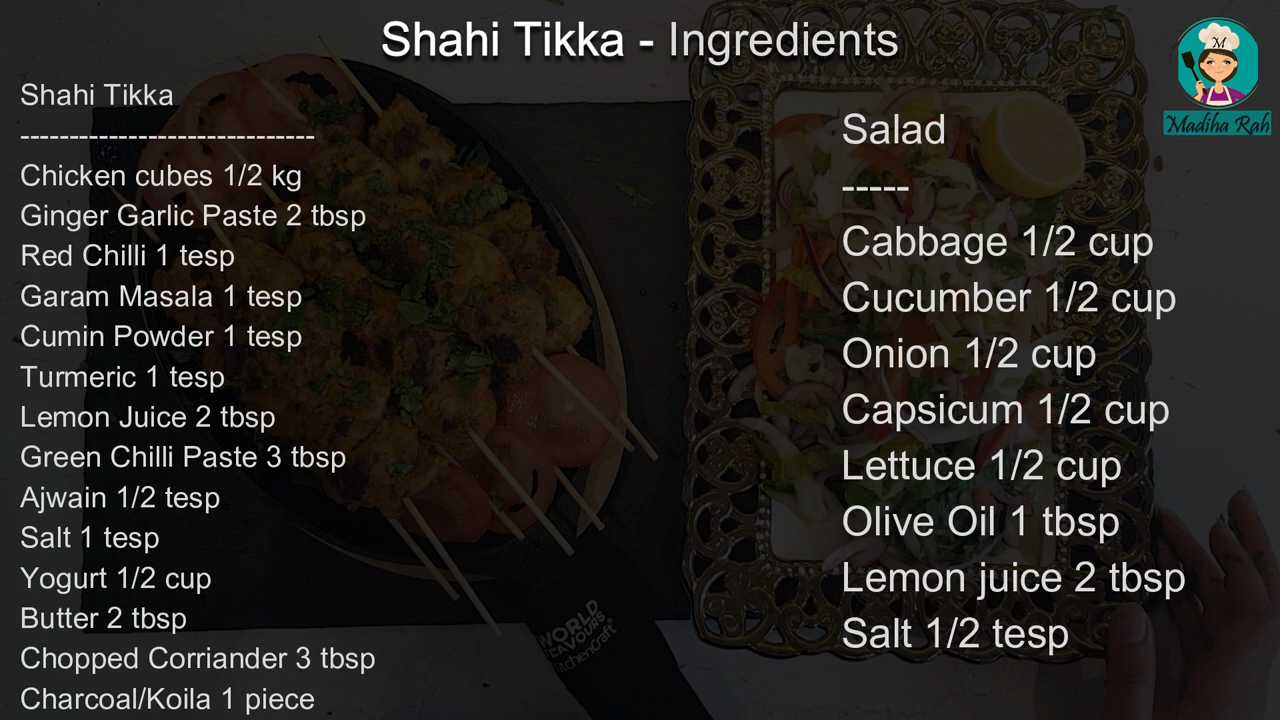 Shahi Tikka - Ingredients
M
Madiha Rah
Shahi Tikka
------------------------------
Chicken cubes 1/2 kg
Ginger Garlic Paste 2 tbsp
Red Chilli 1 tesp
Garam Masala 1 tesp
Cumin Powder 1 tesp
Turmeric 1 tesp
Lemon Juice 2 tbsp
Green Chilli Paste 3 tbsp
Ajwain 1/2 tesp
Salt 1 tesp
Yogurt 1/2 cup
Butter 2 tbsp
Chopped Corriander 3 tbsp
Charcoal/Koila 1 piece
Salad
-----
Cabbage 1/2 cup
Cucumber 1/2 cup
Onion 1/2 cup
Capsicum 1/2 cup
Lettuce 1/2 cup
Olive Oil 1 tbsp
Lemon juice 2 tbsp
Salt 1/2 tesp
WORLD
FLAVOURS
KitchenCraft